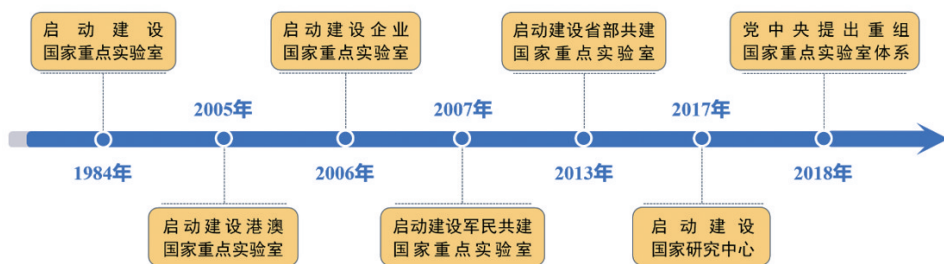 启动建设
国家重点实验室
启动建设企业
国家重点实验室
启动建设省部共建
国家重点实验室
党中央提出重组
国家重点实验室体系
2005年
2007年
2017年
1984年
2006年
2013年
2018年
启动建设港澳
国家重点实验室
启动建设军民共建
国家重点实验室
启动建设
国家研究中心